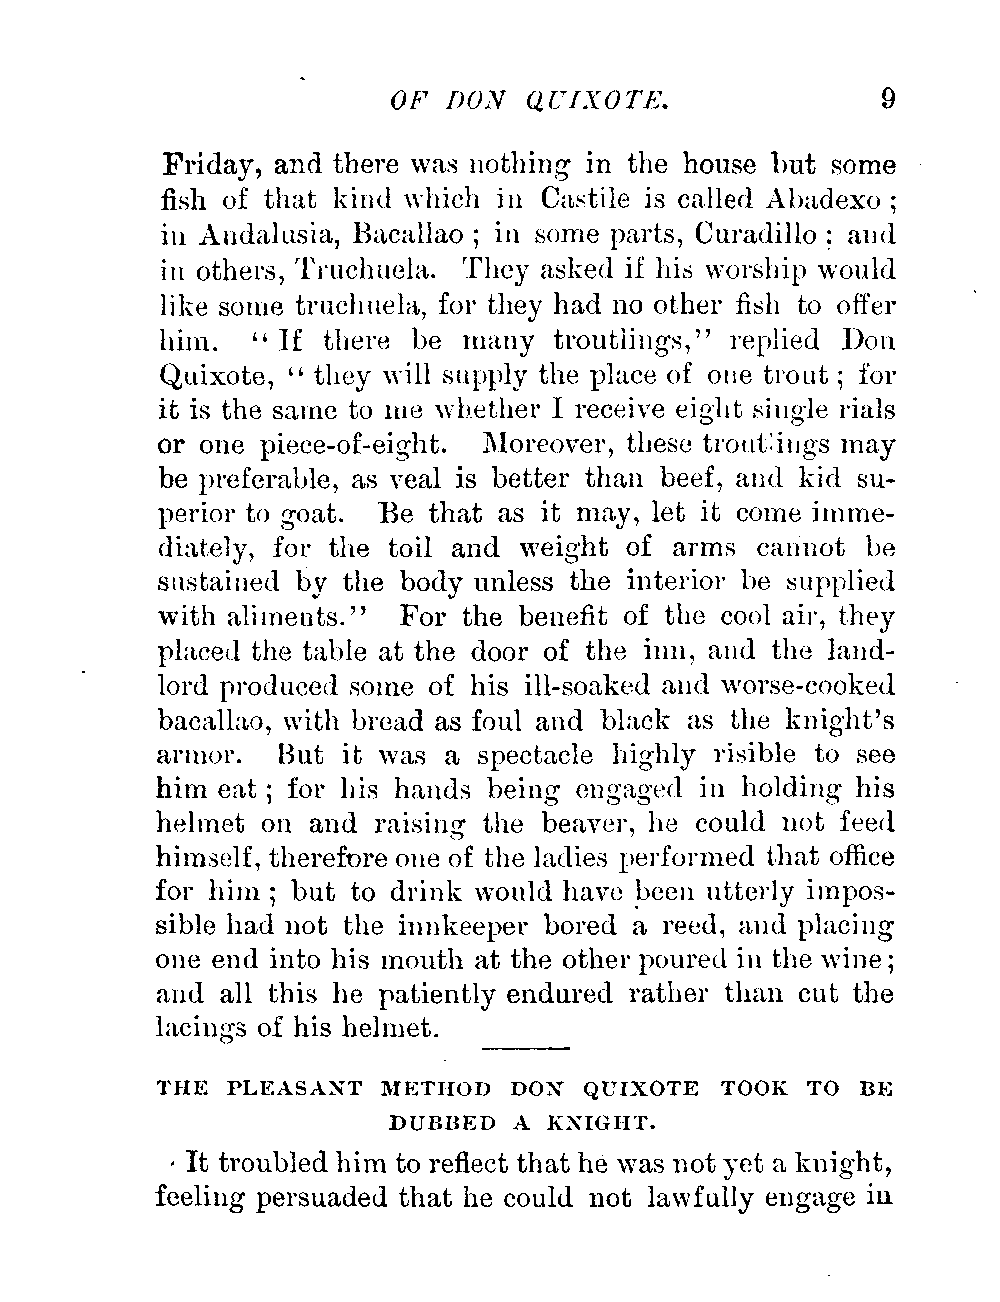 OF DON QUIXOTE. 9
Friday, and there was nothing in the house but some
fish of that kind which in Castile is called Abadexo ;
in Andalusia, Bacallao ; in some parts, Curadillo ; and
in others, Truchuela. They asked if his worship would
like some truchuela, for they had no other fish to offer
him. “ If there be many troutlings,” replied Don
Quixote, “ they will supply the place of one trout ; for
it is the same to me whether I receive eight single rials
or one piece-of-eight. Moreover, these troutlings may
be preferable, as veal is better than beef, and kid su-
perior to goat. Be that as it may, let it come imme-
diately, for the toil and weight of arms cannot be
sustained by the body unless the interior be supplied
with aliments.” For the benefit of the cool air, they
placed the table at the door of the inn, and the land-
lord produced some of his ill-soaked and worse-cooked
bacallao, with bread as foul and black as the knight’s
armor. But it was a spectacle highly risible to see
him eat ; for his hands being engaged in holding his
helmet on and raising the beaver, he could not feed
himself, therefore one of the ladies performed that office
for him ; but to drink would have been utterly impos-
sible had not the innkeeper bored a reed, and placing
one end into his mouth at the other poured in the wine;
and all this he patiently endured rather than cut the
lacings of his helmet.
THE PLEASANT METHOD DON QUIXOTE TOOK TO BE
DUBBED A KNIGHT.
It troubled him to reflect that he was not yet a knight,
feeling persuaded that he could not lawfully engage in